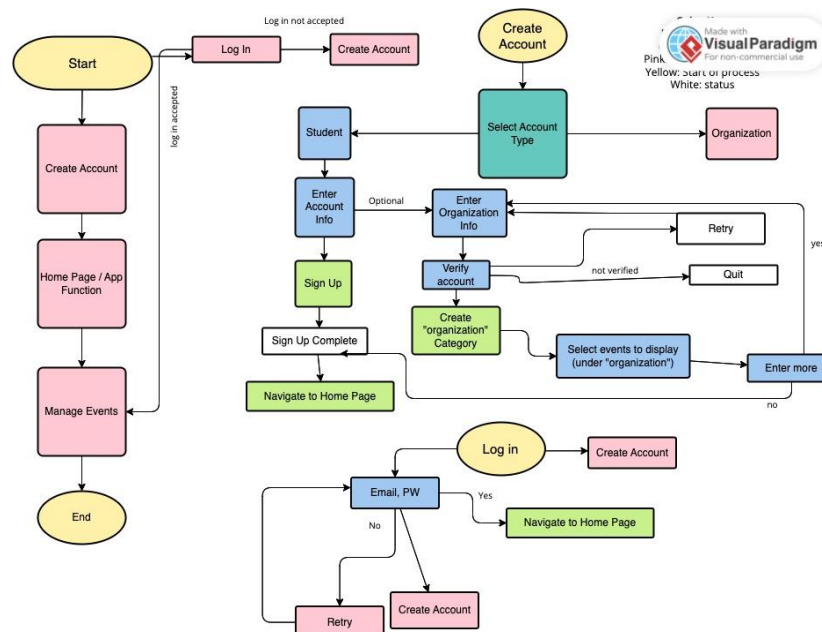 Log in not accepted
Start
Log In
Create Account
log in accepted
Create Account
Home Page / App
Function
Manage Events
End
Create
Account
Made with
Visual Paradigm
For non-commercial use
Pink
Yellow: Start of process
White: status
Select Account
Type
Student
Organization
Enter
Account
Info
Optional
Enter
Organization
Info
Retry
yes
Verify
account
not verified
Quit
Sign Up
Create
"organization"
Category
Sign Up Complete
Select events to display
(under "organization")
Enter more
no
Navigate to Home Page
Log in
Create Account
Email, PW
Yes
Navigate to Home Page
No
Retry
Create Account